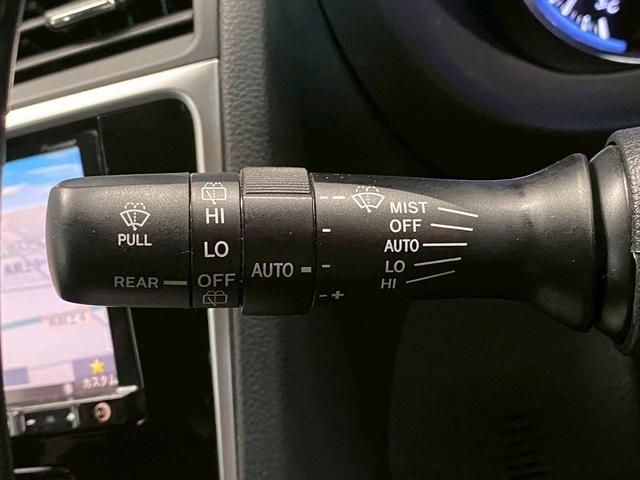 PULL
REAR
HI
LO
OFF
AUTO
- -
-
-
- +
MIST
OFF
AUTO
LO
HI
カスタム